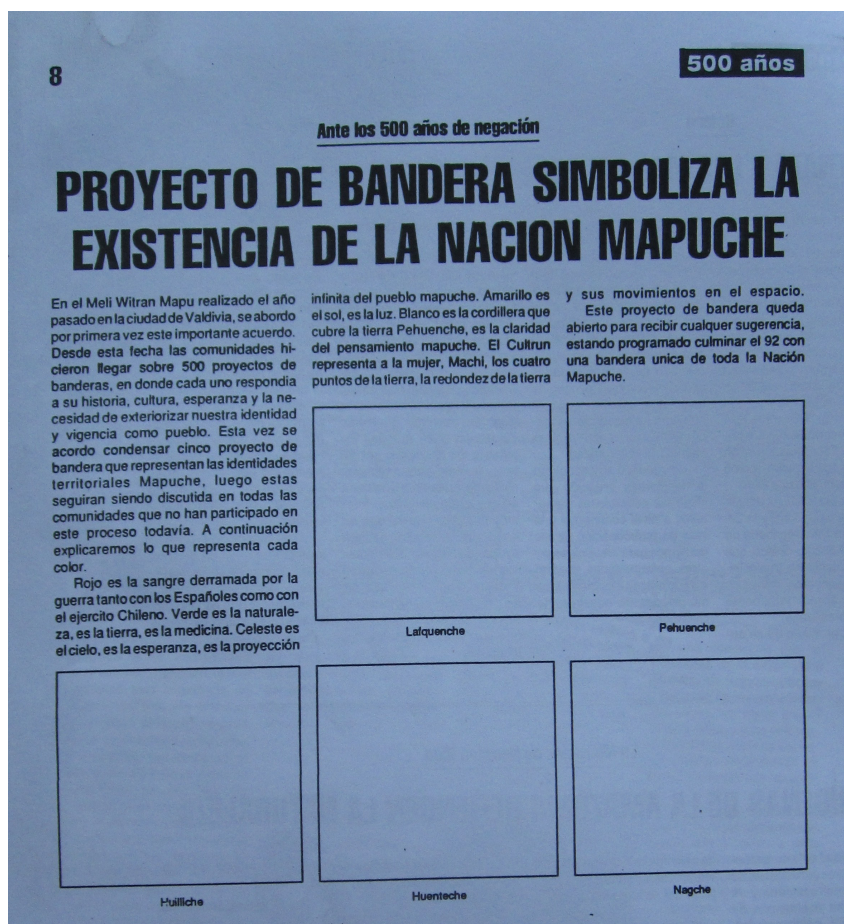 8
500 años
Ante los 500 años de negación
PROYECTO DE BANDERA SIMBOLIZA LA
EXISTENCIA DE LA NACION MAPUCHE
En el Meli Witran Mapu realizado el año
pasado en la ciudad de Valdivia, se abordo
por primera vez este importante acuerdo.
Desde esta fecha las comunidades hi-
cieron llegar sobre 500 proyectos de
banderas, en donde cada uno respondia
a su historia, cultura, esperanza y la ne-
cesidad de exteriorizar nuestra identidad
y vigencia como pueblo. Esta vez se
acordo condensar cinco proyecto de
bandera que representan las identidades
territoriales Mapuche, luego estas
seguiran siendo discutida en todas las
comunidades que no han participado en
este proceso todavía. A continuación
explicaremos lo que representa cada
color.
Rojo es la sangre derramada por la
guerra tanto con los Españoles como con
el ejercito Chileno. Verde es la naturale-
za, es la tierra, es la medicina. Celeste es
el cielo, es la esperanza, es la proyección
infinita del pueblo mapuche. Amarillo es
el sol, es la luz. Blanco es la cordillera que
cubre la tierra Pehuenche, es la claridad
del pensamiento mapuche. El Cultrun
representa a la mujer, Machi, los cuatro
puntos de la tierra, la redondez de la tierra
y sus movimientos en el espacio.
Este proyecto de bandera queda
abierto para recibir cualquier sugerencia,
estando programado culminar el 92 con
una bandera unica de toda la Nación
Mapuche.
Lafquenche
Pehuenche
Huilliche
Huenteche
Nagche